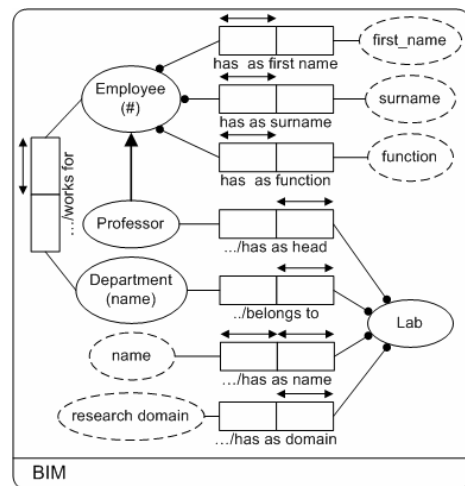 first_name
has as first name
Employee
(#)
surname
has as surname
function
has as function
.../works for
Professor
.../has as head
Department
(name)
../belongs to
Lab
name
.../has as name
research domain
.../has as domain
BIM